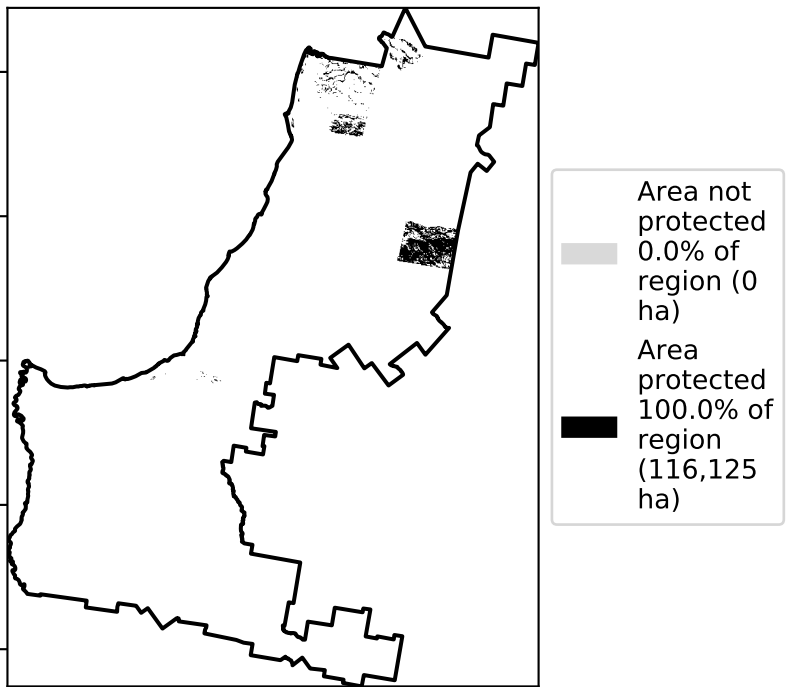 Area not
protected
0.0% of
region (0
ha)
Area
protected
100.0% of
region
(116,125
ha)